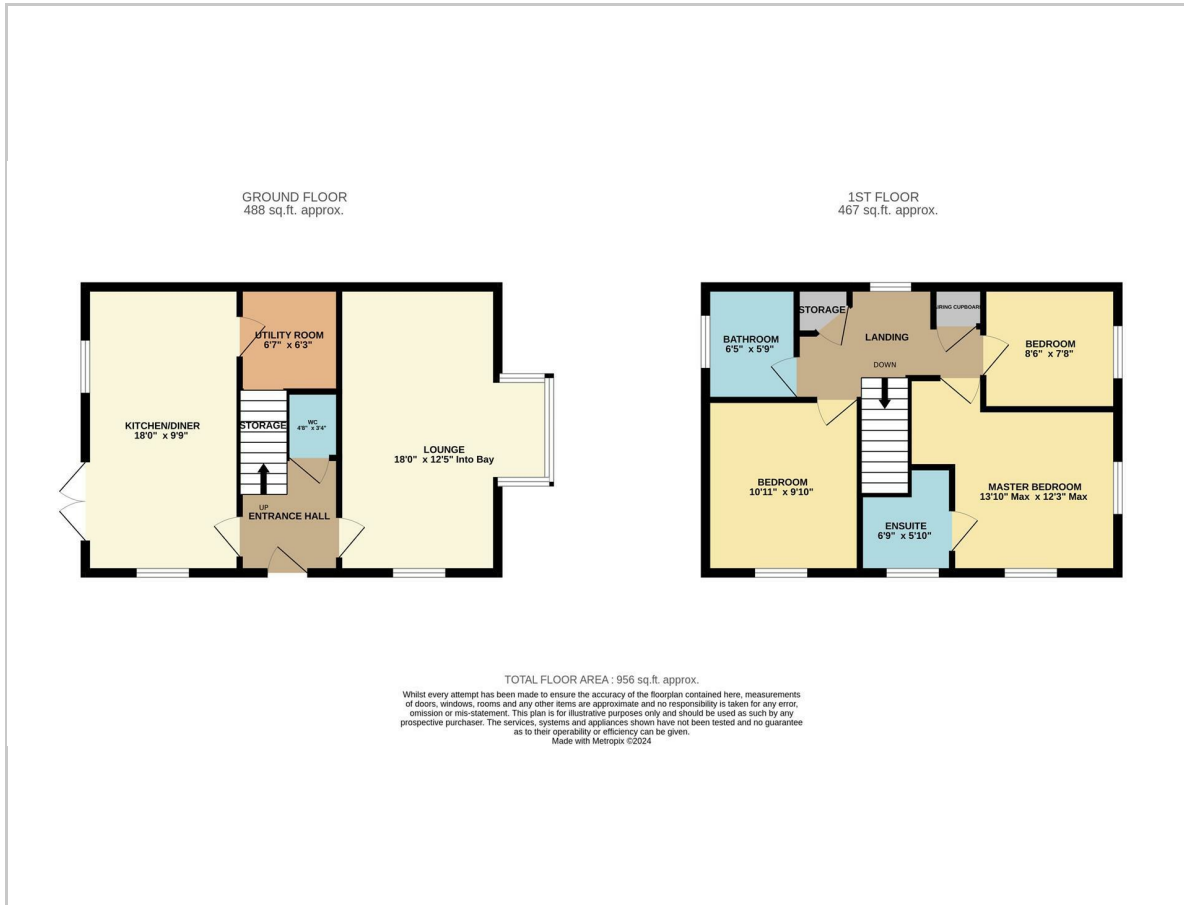 GROUND FLOOR
488 sq.ft. approx.
UTILITY ROOM
6'7" x 6'3"
KITCHEN/DINER
18'0" x 9'9"
STORAGE
WC
4'8" x 3'4"
LOUNGE
18'0" x 12'5" Into Bay
UP
ENTRANCE HALL
1ST FLOOR
467 sq.ft. approx.
STORAGE
IRING CUPBOAR
BATHROOM
6'5" x 5'9"
LANDING
BEDROOM
8'6" x 7'8"
DOWN
BEDROOM
10'11" x 9'10"
MASTER BEDROOM
13'10" Max x 12'3" Max
ENSUITE
6'9" x 5'10"
TOTAL FLOOR AREA : 956 sq.ft. approx.
Whilst every attempt has been made to ensure the accuracy of the floorplan contained here, measurements
of doors, windows, rooms and any other items are approximate and no responsibility is taken for any error,
omission or mis-statement. This plan is for illustrative purposes only and should be used as such by any
prospective purchaser. The services, systems and appliances shown have not been tested and no guarantee
as to their operability or efficiency can be given.
Made with Metropix ©2024